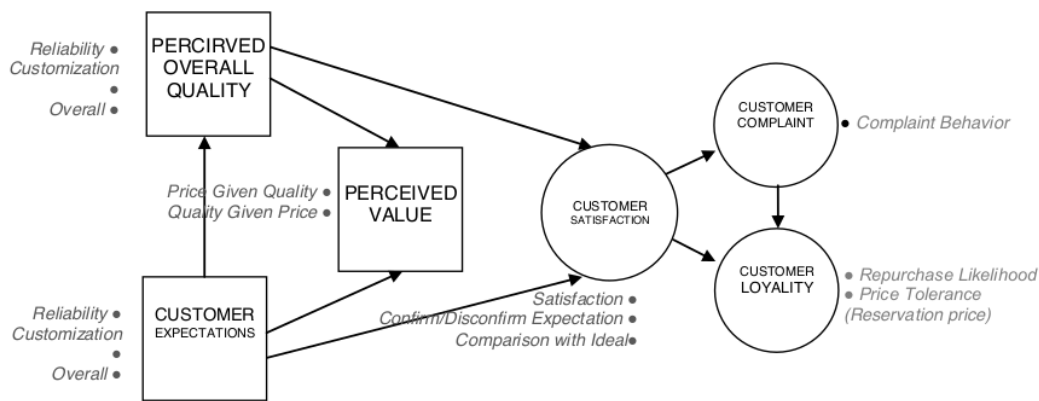 Reliability ●
Customization
●
Overall ●
PERCIRVED
OVERALL
QUALITY
Price Given Quality ●
Quality Given Price ●
PERCEIVED
VALUE
Reliability ●
Customization
●
Overall ●
CUSTOMER
EXPECTATIONS
CUSTOMER
SATISFACTION
Satisfaction ●
Confirm/Disconfirm Expectation ●
Comparison with Ideal●
CUSTOMER
COMPLAINT
● Complaint Behavior
CUSTOMER
LOYALITY
● Repurchase Likelihood
● Price Tolerance
(Reservation price)